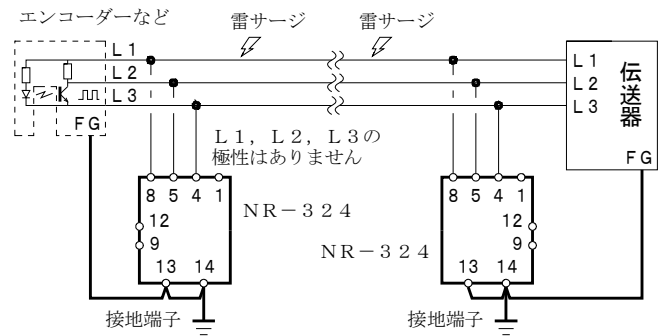 エンコーダーなど
雷サージ
雷サージ
L1
L2
L3
FG
L1
L2
L3
伝送器
FG
L1，L2，L3の
極性はありません
8 5 4 1
12
9
13 14
NR－324
接地端子
8 5 4 1
12
9
13 14
NR－324
接地端子